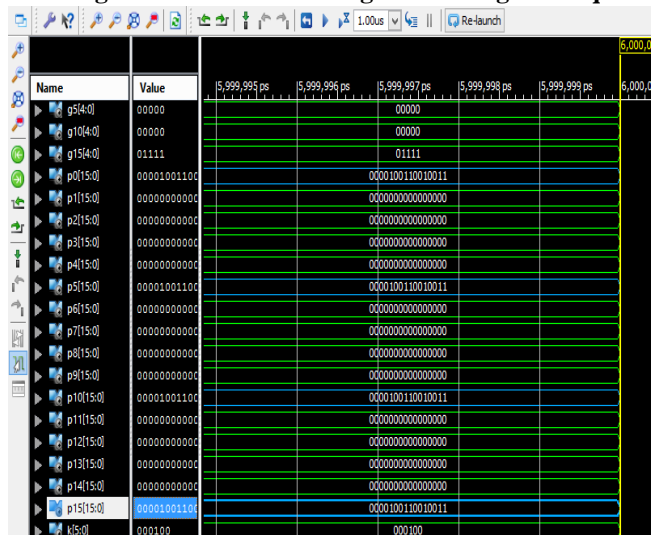 1.00us Re-launch
6,000,0
Name Value 5,999,995 ps 5,999,996 ps 5,999,997 ps 5,999,998 ps 5,999,999 ps 6,000,0
g5[4:0] 00000 00000
g10[4:0] 00000 00000
g15[4:0] 01111 01111
p0[15:0] 00001001100 0000100110010011
p1[15:0] 00000000000 0000000000000000
p2[15:0] 00000000000 0000000000000000
p3[15:0] 00000000000 0000000000000000
p4[15:0] 00000000000 0000000000000000
p5[15:0] 00001001100 0000100110010011
p6[15:0] 00000000000 0000000000000000
p7[15:0] 00000000000 0000000000000000
p8[15:0] 00000000000 0000000000000000
p9[15:0] 00000000000 0000000000000000
p10[15:0] 00001001100 0000100110010011
p11[15:0] 00000000000 0000000000000000
p12[15:0] 00000000000 0000000000000000
p13[15:0] 00000000000 0000000000000000
p14[15:0] 00000000000 0000000000000000
p15[15:0] 00001001100 0000100110010011
k[5:0] 000100 000100